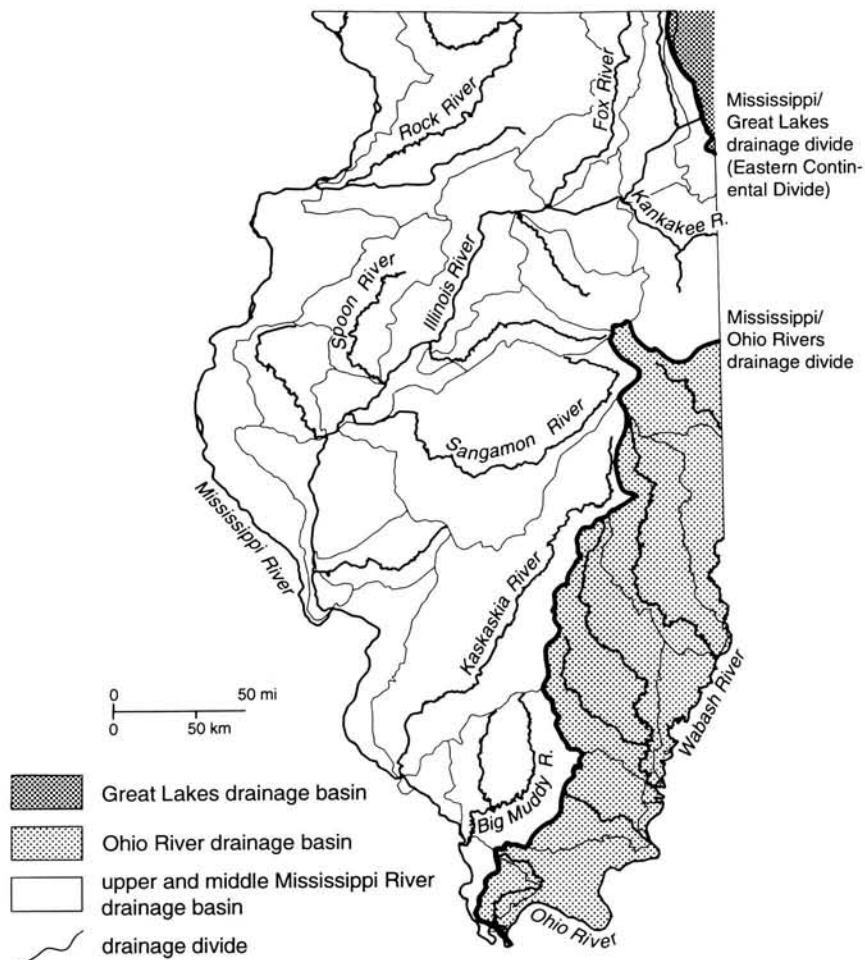 Rock River
Fox River
Mississippi/
Great Lakes
drainage divide
(Eastern Contin-
ental Divide)
Kankakee R.
Spoon River
Illinois River
Mississippi/
Ohio Rivers
drainage divide
Sangamon River
Mississippi River
Kaskaskia River
Wabash River
0 50 mi
0 50 km
Big Muddy R.
Ohio River
Great Lakes drainage basin
Ohio River drainage basin
upper and middle Mississippi River
drainage basin
drainage divide